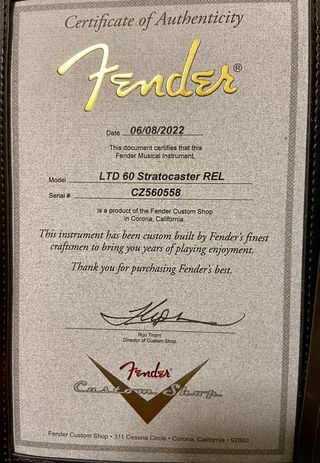 Certificate of Authenticity
Fender®
Date 06/08/2022
This document certifies that this
Fender Musical Instrument,
Model LTD 60 Stratocaster REL
Serial # CZ560558
is a product of the Fender Custom Shop
in Corona, California.
This instrument has been custom built by Fender's finest
craftsmen to bring you years of playing enjoyment.
Thank you for purchasing Fender's best.
Ron Thorn
Director of Custom Shop
Fender
Custom Shop
Fender Custom Shop • 311 Cessna Circle • Corona, California • 92880